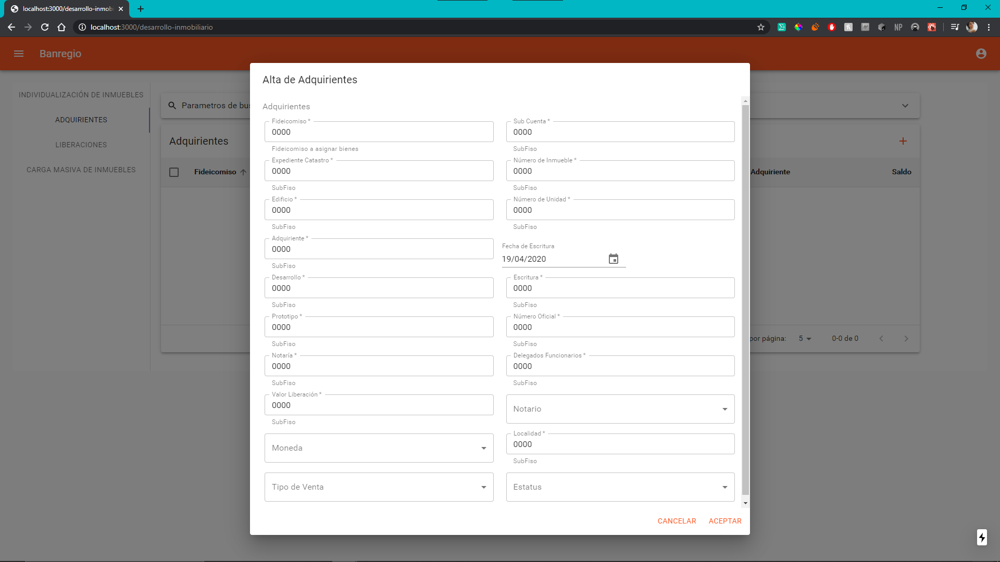 localhost:3000/desarrollo-inmobi
localhost:3000/desarrollo-inmobiliario
NP
Banregio
INDIVIDUALIZACIÓN DE INMUEBLES
ADQUIRIENTES
LIBERACIONES
CARGA MASIVA DE INMUEBLES
Parametros de bus
Adquirientes
Fideicomiso
Adquiriente
Saldo
por página:
5
0-0 de 0
Alta de Adquirientes
Adquirientes
Fideicomiso *
0000
Fideicomiso a asignar bienes
Sub Cuenta *
0000
SubFiso
Expediente Catastro *
0000
SubFiso
Número de Inmueble *
0000
SubFiso
Edificio *
0000
SubFiso
Número de Unidad *
0000
SubFiso
Adquiriente *
0000
SubFiso
Fecha de Escritura
19/04/2020
Desarrollo *
0000
SubFiso
Escritura *
0000
SubFiso
Prototipo *
0000
SubFiso
Número Oficial *
0000
SubFiso
Notaría *
0000
SubFiso
Delegados Funcionarios *
0000
SubFiso
Valor Liberación *
0000
SubFiso
Notario
Moneda
Localidad *
0000
SubFiso
Tipo de Venta
Estatus
CANCELAR
ACEPTAR